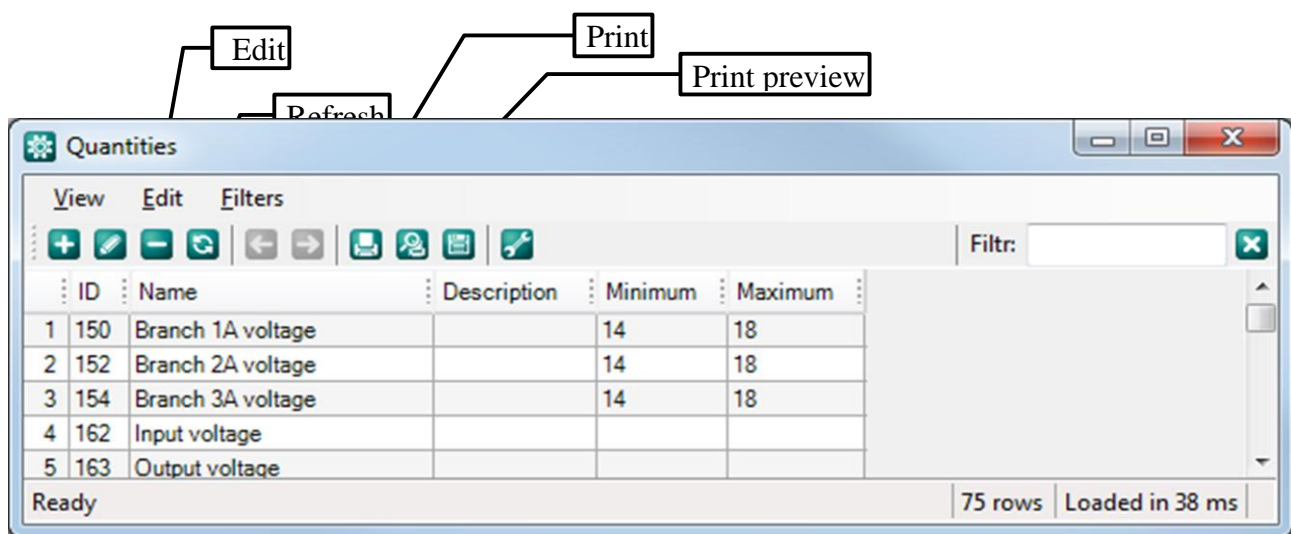 Edit
Print
Print preview
Refresh
Quantities
View Edit Filters
Filtr:
ID Name Description Minimum Maximum
1 150 Branch 1A voltage 14 18
2 152 Branch 2A voltage 14 18
3 154 Branch 3A voltage 14 18
4 162 Input voltage
5 163 Output voltage
Ready 75 rows Loaded in 38 ms